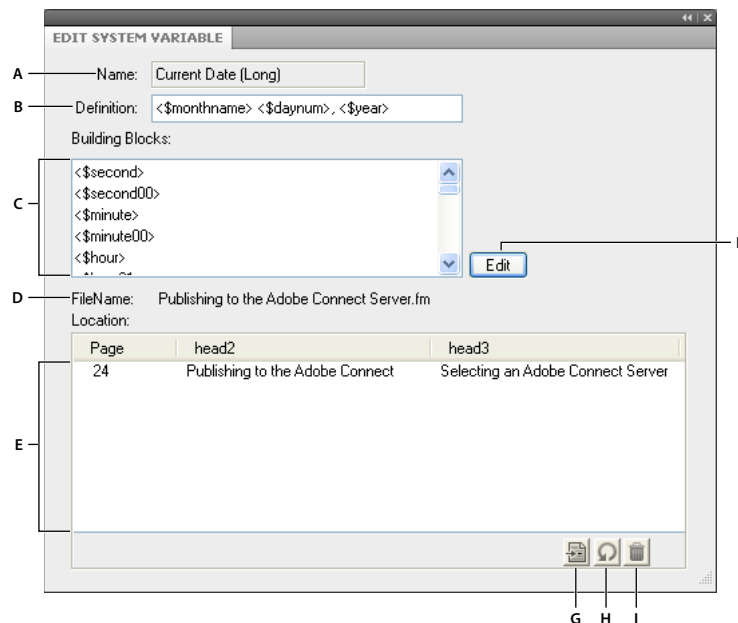 EDIT SYSTEM VARIABLE
A Name: Current Date (Long)
B Definition: <$monthname> <$daynum>, <$year>
Building Blocks:
<$second>
<$second00>
<$minute>
<$minute00>
<$hour>
C
Edit
D FileName: Publishing to the Adobe Connect Server.fm
Location:
Page head2 head3
24 Publishing to the Adobe Connect Selecting an Adobe Connect Server
E
G H I